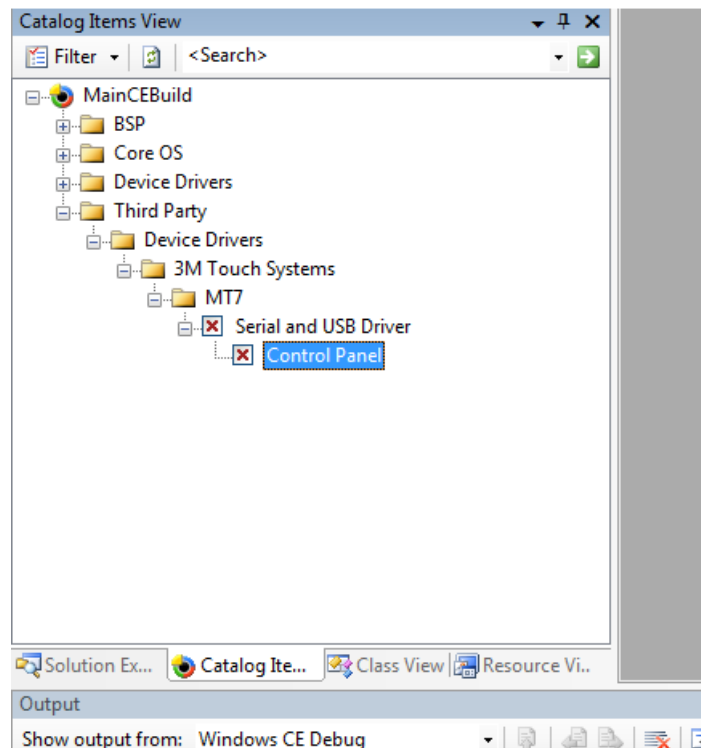 Catalog Items View
Filter <Search>
MainCEBuild
BSP
Core OS
Device Drivers
Third Party
Device Drivers
3M Touch Systems
MT7
Serial and USB Driver
Control Panel
Solution Ex... Catalog Ite... Class View Resource Vi..
Output
Show output from: Windows CE Debug